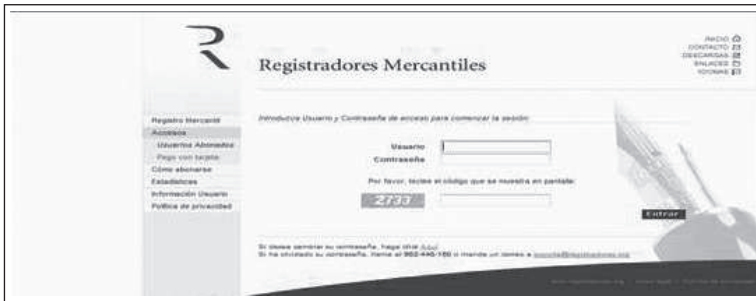 INICIO
CONTACTO
DESCARGAS
ENLACES
IDIOMAS
Registradores Mercantiles
Registro Mercantil
Accesos
Usuarios Abonados
Pago con tarjeta
Cómo abonarse
Estadísticas
Información Usuario
Política de privacidad
Introduzca Usuario y Contraseña de acceso para comenzar la sesión:
Usuario
Contraseña
Por favor, teclee el código que se muestra en pantalla:
Entrar
Si desea cambiar su contraseña, haga click Aquí
Si ha olvidado su contraseña, llame al 902-446-150 o mande un correo a